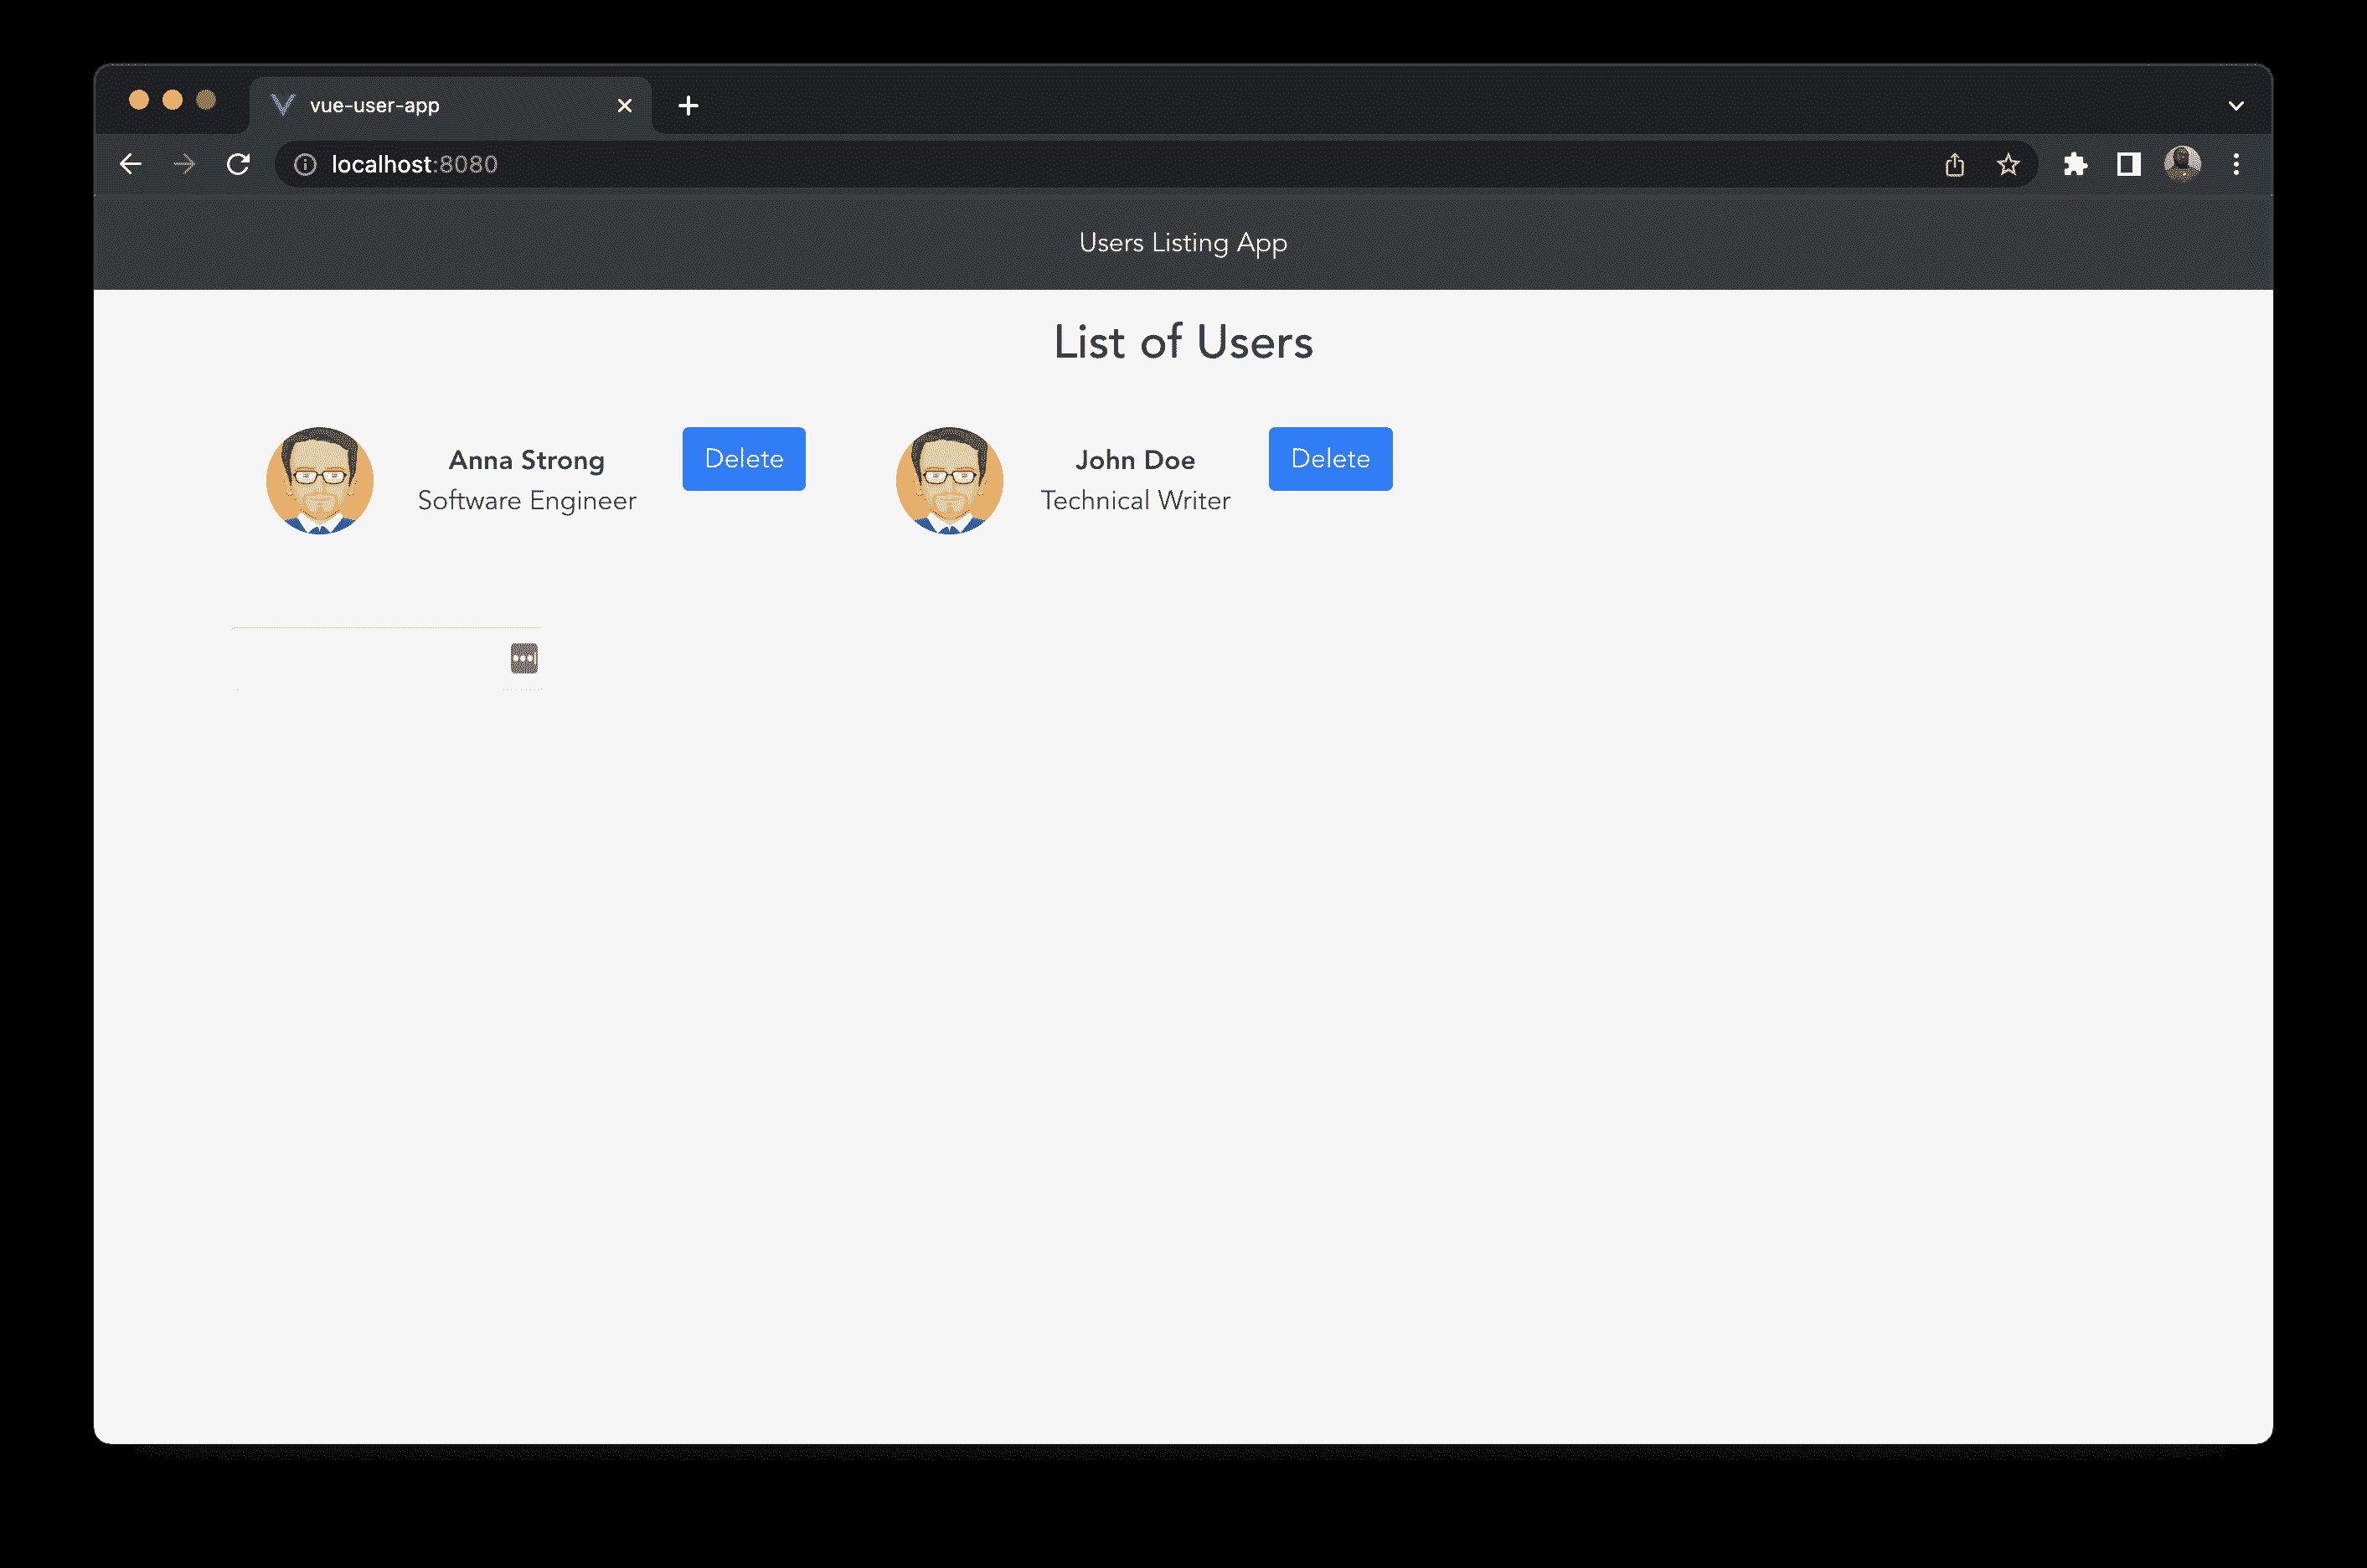 vue-user-app
localhost:8080
Users Listing App
List of Users
Anna Strong
Software Engineer
Delete
John Doe
Technical Writer
Delete